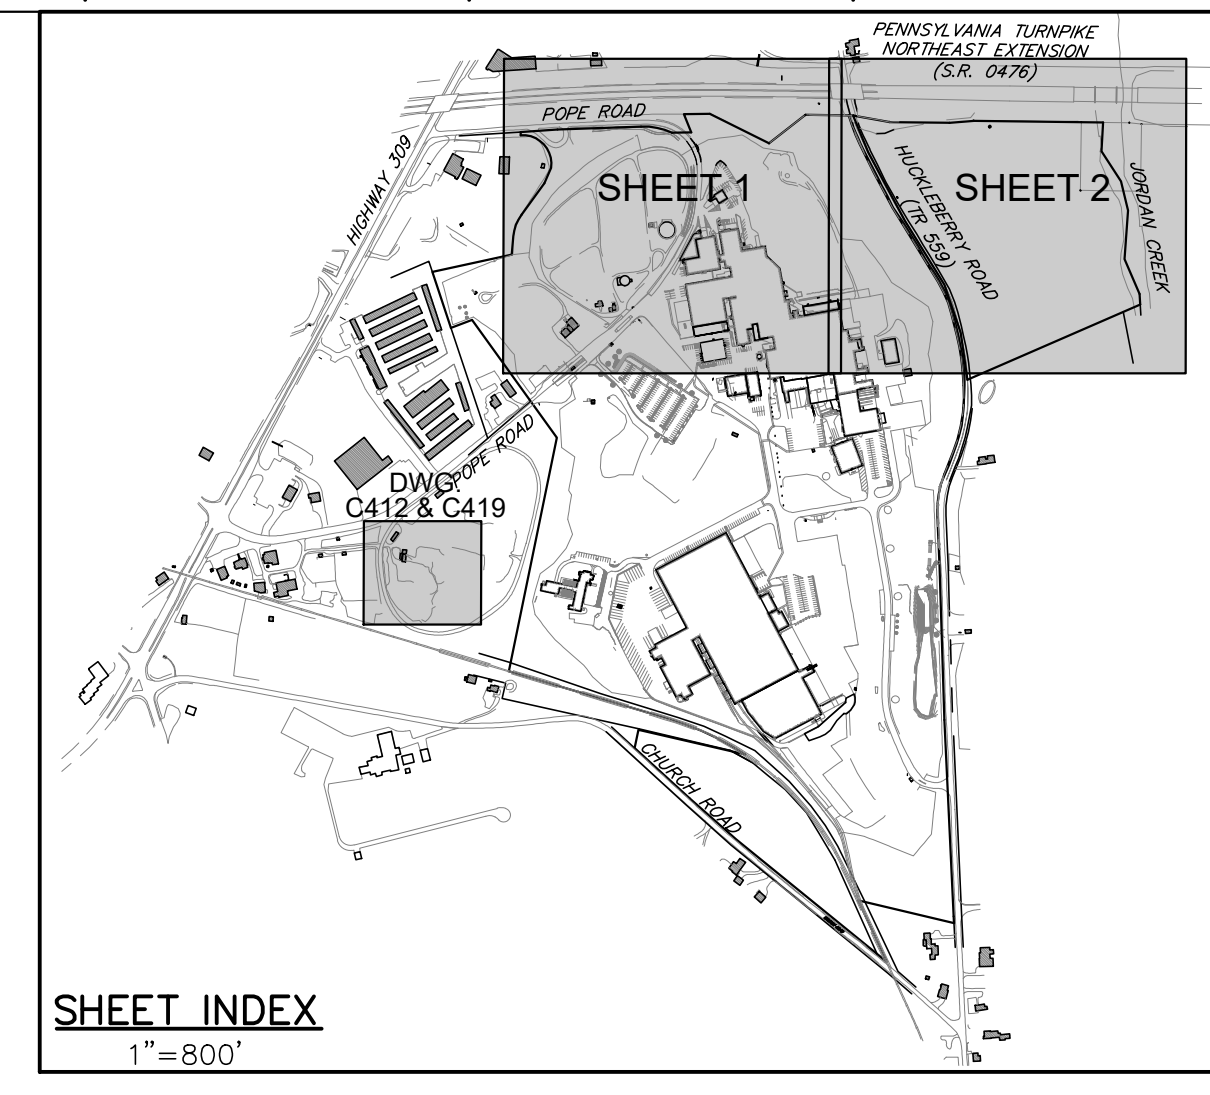 PENNSYLVANIA TURNPIKE
NORTHEAST EXTENSION
(S.R. 0476)
POPE ROAD
HIGHWAY 309
SHEET 1
SHEET 2
HUCKLEBERRY ROAD
(TR 559)
JORDAN CREEK
POPE ROAD
DWG.
C412 & C419
CHURCH ROAD
SHEET INDEX
1"=800'